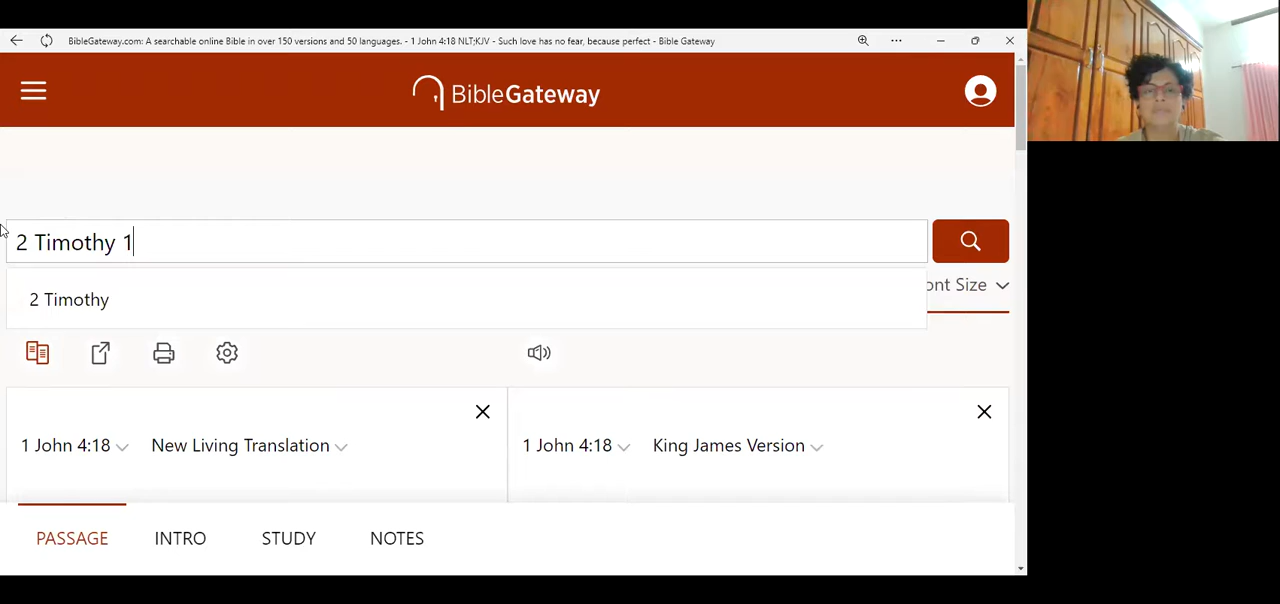 BibleGateway.com: A searchable online Bible in over 150 versions and 50 languages. - 1 John 4:18 NLT;KJV - Such love has no fear, because perfect - Bible Gateway
BibleGateway
2 Timothy 1
2 Timothy
ont Size
1 John 4:18 New Living Translation
1 John 4:18 King James Version
PASSAGE INTRO STUDY NOTES